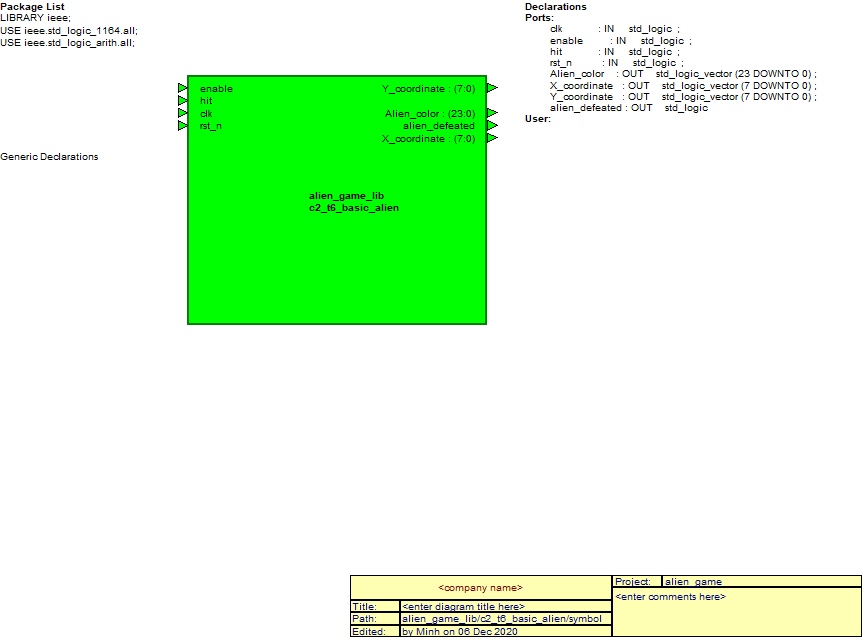 Package List
LIBRARY ieee;
USE ieee.std_logic_1164.all;
USE ieee.std_logic_arith.all;
Generic Declarations
enable
hit
clk
rst_n
Y_coordinate : (7:0)
Alien_color : (23:0)
alien_defeated
X_coordinate : (7:0)
alien_game_lib
c2_t6_basic_alien
Declarations
Ports:
clk : IN std_logic ;
enable : IN std_logic ;
hit : IN std_logic ;
rst_n : IN std_logic ;
Alien_color : OUT std_logic_vector (23 DOWNTO 0) ;
X_coordinate : OUT std_logic_vector (7 DOWNTO 0) ;
Y_coordinate : OUT std_logic_vector (7 DOWNTO 0) ;
alien_defeated : OUT std_logic
User:
<company name>
Title: <enter diagram title here>
Path: alien_game_lib/c2_t6_basic_alien/symbol
Edited: by Minh on 06 Dec 2020
Project: alien_game
<enter comments here>